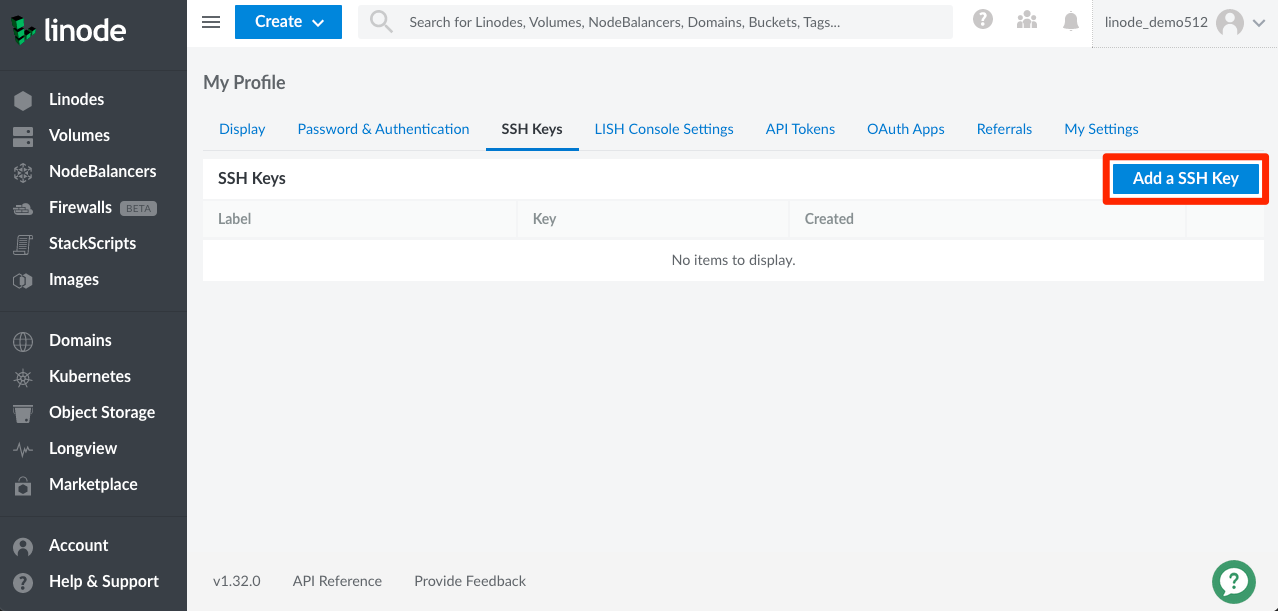 linode
Create
Search for Linodes, Volumes, NodeBalancers, Domains, Buckets, Tags...
linode_demo512
Linodes
Volumes
NodeBalancers
Firewalls BETA
StackScripts
Images
Domains
Kubernetes
Object Storage
Longview
Marketplace
Account
Help & Support
My Profile
Display Password & Authentication SSH Keys LISH Console Settings API Tokens OAuth Apps Referrals My Settings
SSH Keys Add a SSH Key
Label Key Created
No items to display.
v1.32.0 API Reference Provide Feedback